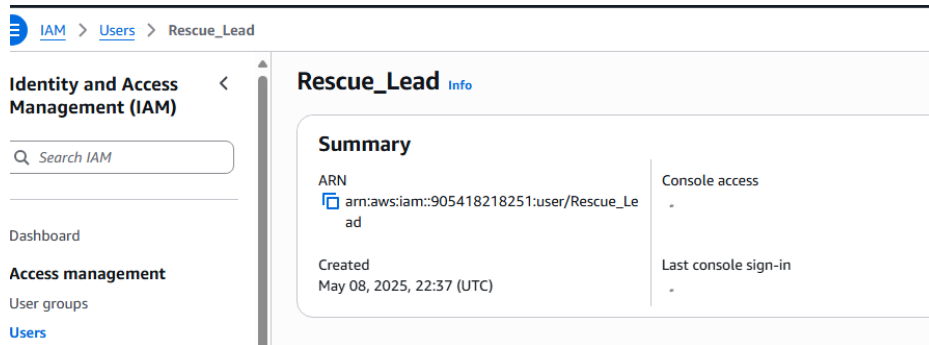 IAM > Users > Rescue_Lead
Identity and Access
Management (IAM)
Search IAM
Dashboard
Access management
User groups
Users
Rescue_Lead Info
Summary
ARN
arn:aws:iam::905418218251:user/Rescue_Le
ad
Created
May 08, 2025, 22:37 (UTC)
Console access
-
Last console sign-in
-